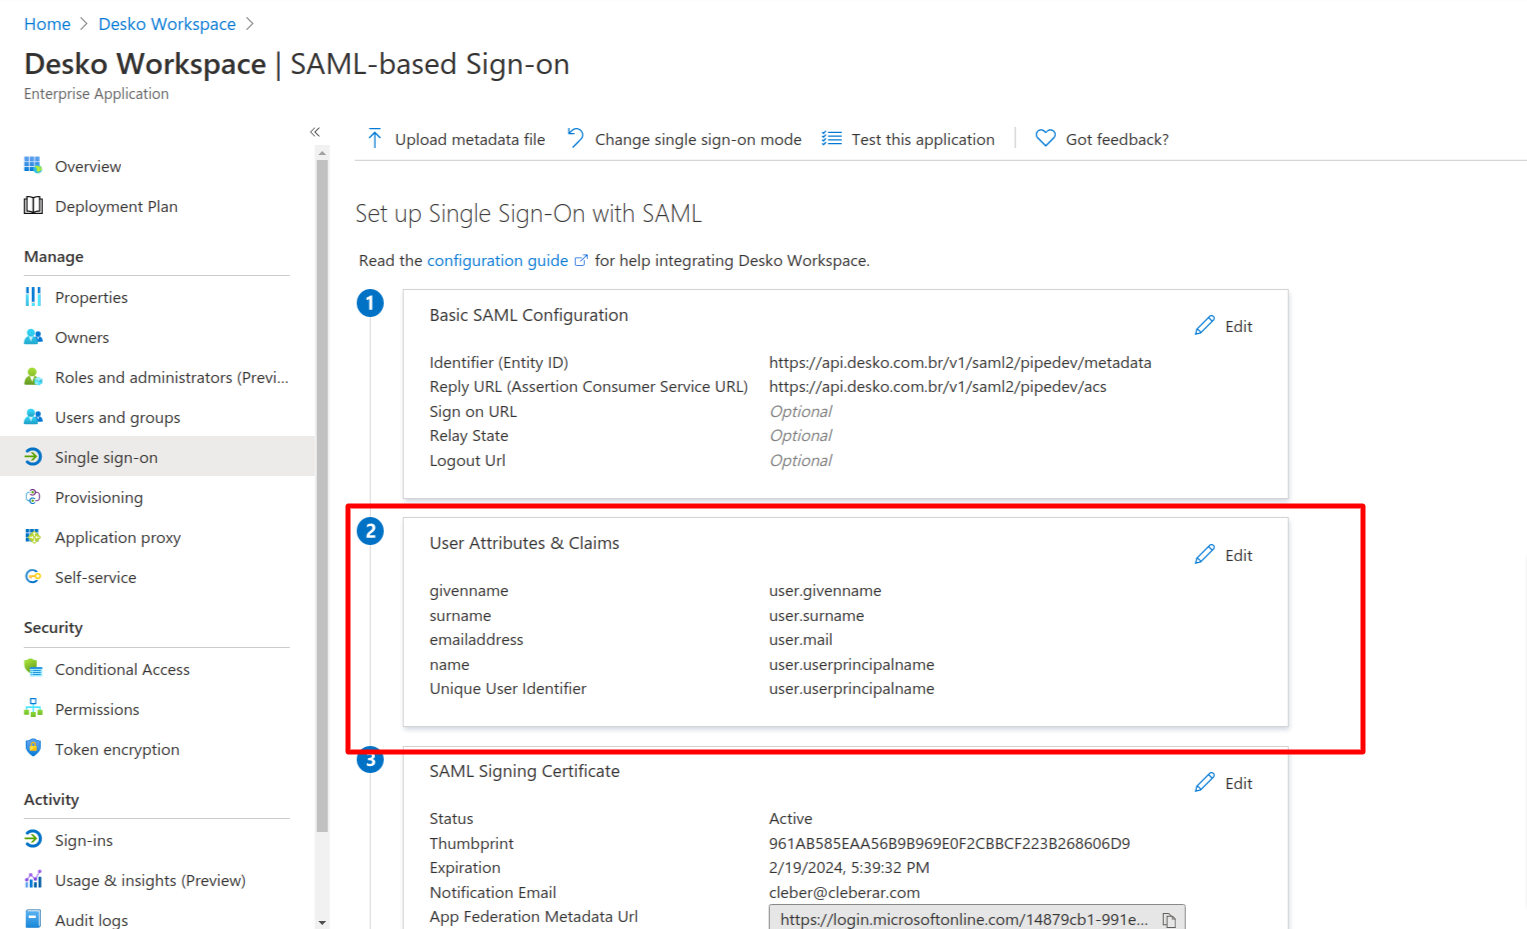 Home > Desko Workspace >
Desko Workspace | SAML-based Sign-on
Enterprise Application
«
Overview
Deployment Plan
Manage
Properties
Owners
Roles and administrators (Previ...
Users and groups
Single sign-on
Provisioning
Application proxy
Self-service
Security
Conditional Access
Permissions
Token encryption
Activity
Sign-ins
Usage & insights (Preview)
Audit logs
Upload metadata file Change single sign-on mode Test this application Got feedback?
Set up Single Sign-On with SAML
Read the configuration guide for help integrating Desko Workspace.
1
Basic SAML Configuration
Edit
Identifier (Entity ID) https://api.desko.com.br/v1/saml2/pipedev/metadata
Reply URL (Assertion Consumer Service URL) https://api.desko.com.br/v1/saml2/pipedev/acs
Sign on URL Optional
Relay State Optional
Logout Url Optional
2
User Attributes & Claims
Edit
givenname user.givenname
surname user.surname
emailaddress user.mail
name user.userprincipalname
Unique User Identifier user.userprincipalname
3
SAML Signing Certificate
Edit
Status Active
Thumbprint 961AB585EAA56B9B969E0F2CBBCF223B268606D9
Expiration 2/19/2024, 5:39:32 PM
Notification Email cleber@cleberar.com
App Federation Metadata Url https://login.microsoftonline.com/14879cb1-991e...